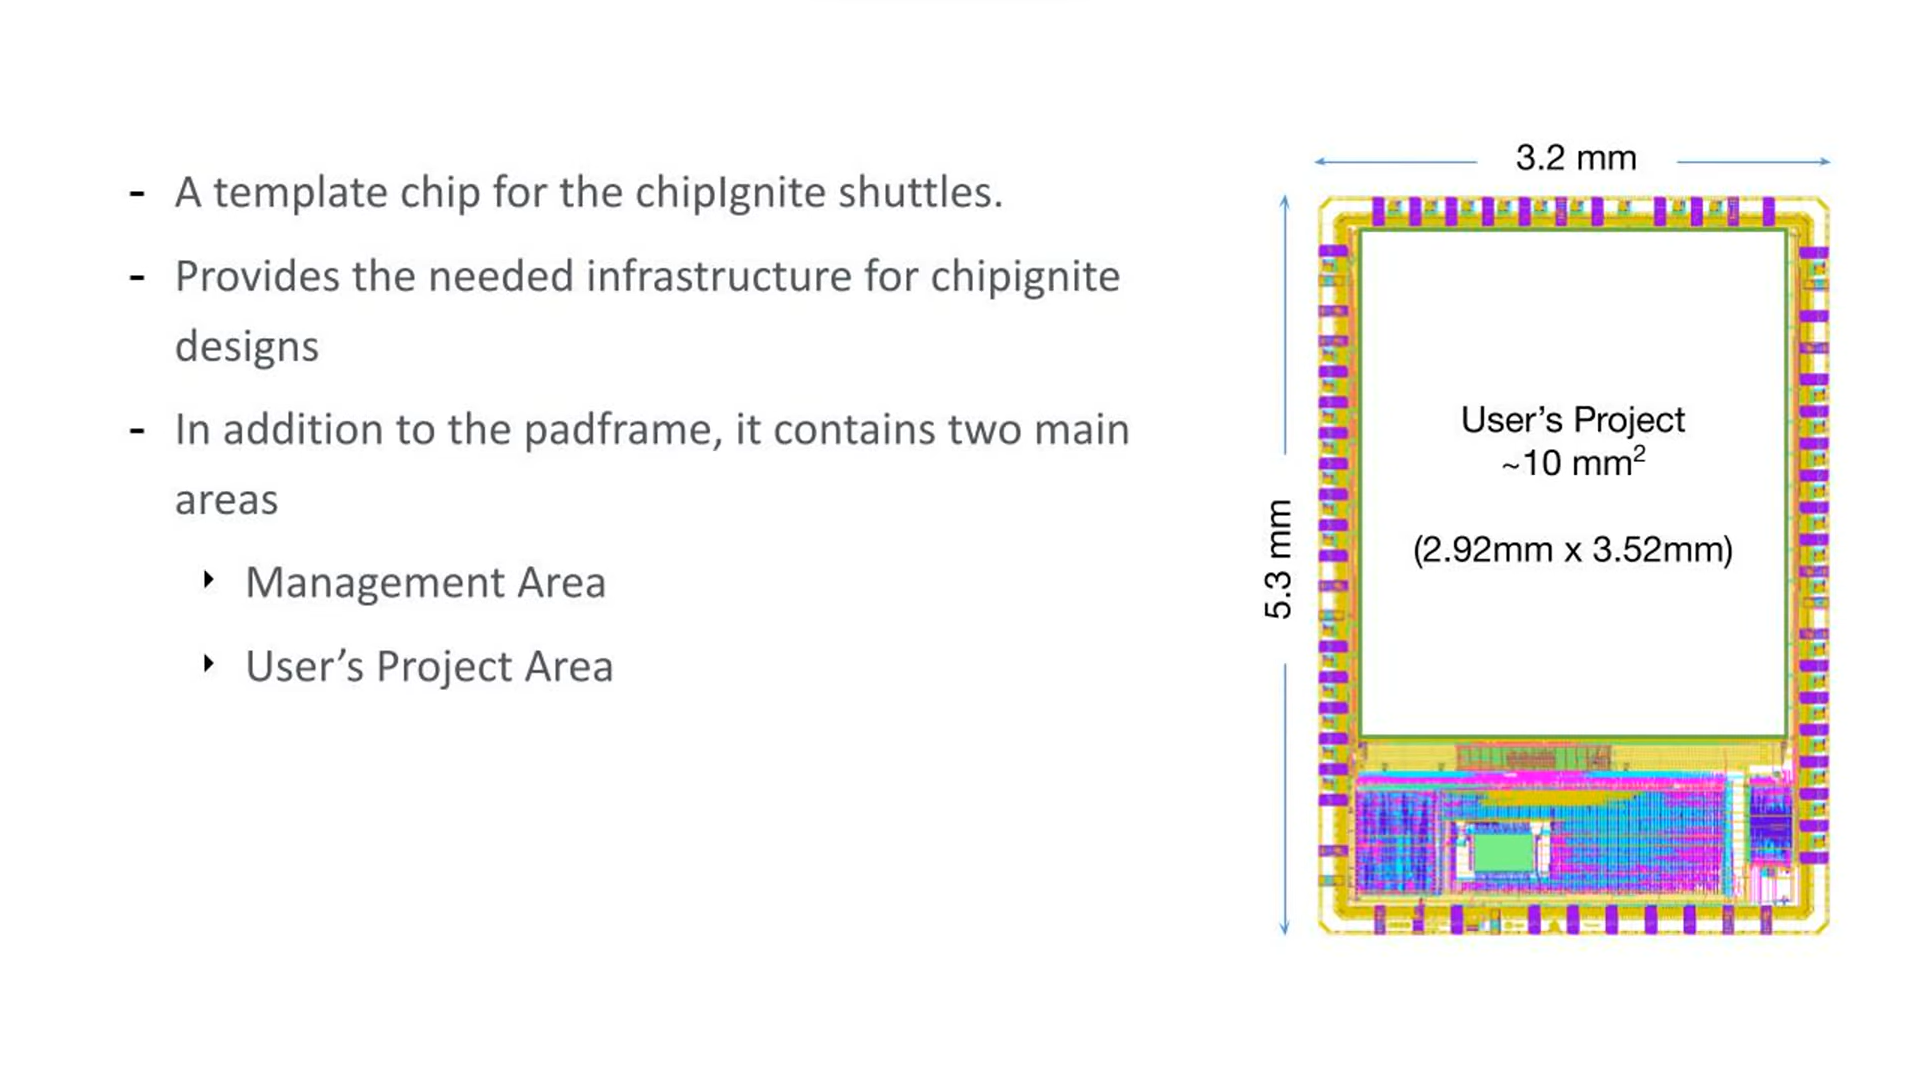 - A template chip for the chipIgnite shuttles.
- Provides the needed infrastructure for chipignite
designs
- In addition to the padframe, it contains two main
areas
‣ Management Area
‣ User’s Project Area
3.2 mm
5.3 mm
User’s Project
~10 mm²
(2.92mm x 3.52mm)